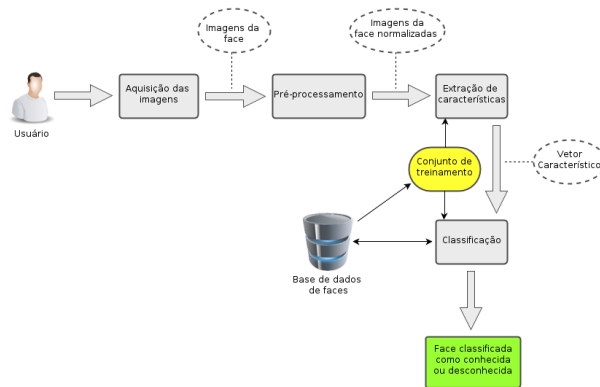 Imagens da
face
Imagens da
face normalizadas
Usuário
Aquisição das
imagens
Pré-processamento
Extração de
características
Conjunto de
treinamento
Vetor
Característico
Base de dados
de faces
Classificação
Face classificada
como conhecida
ou desconhecida